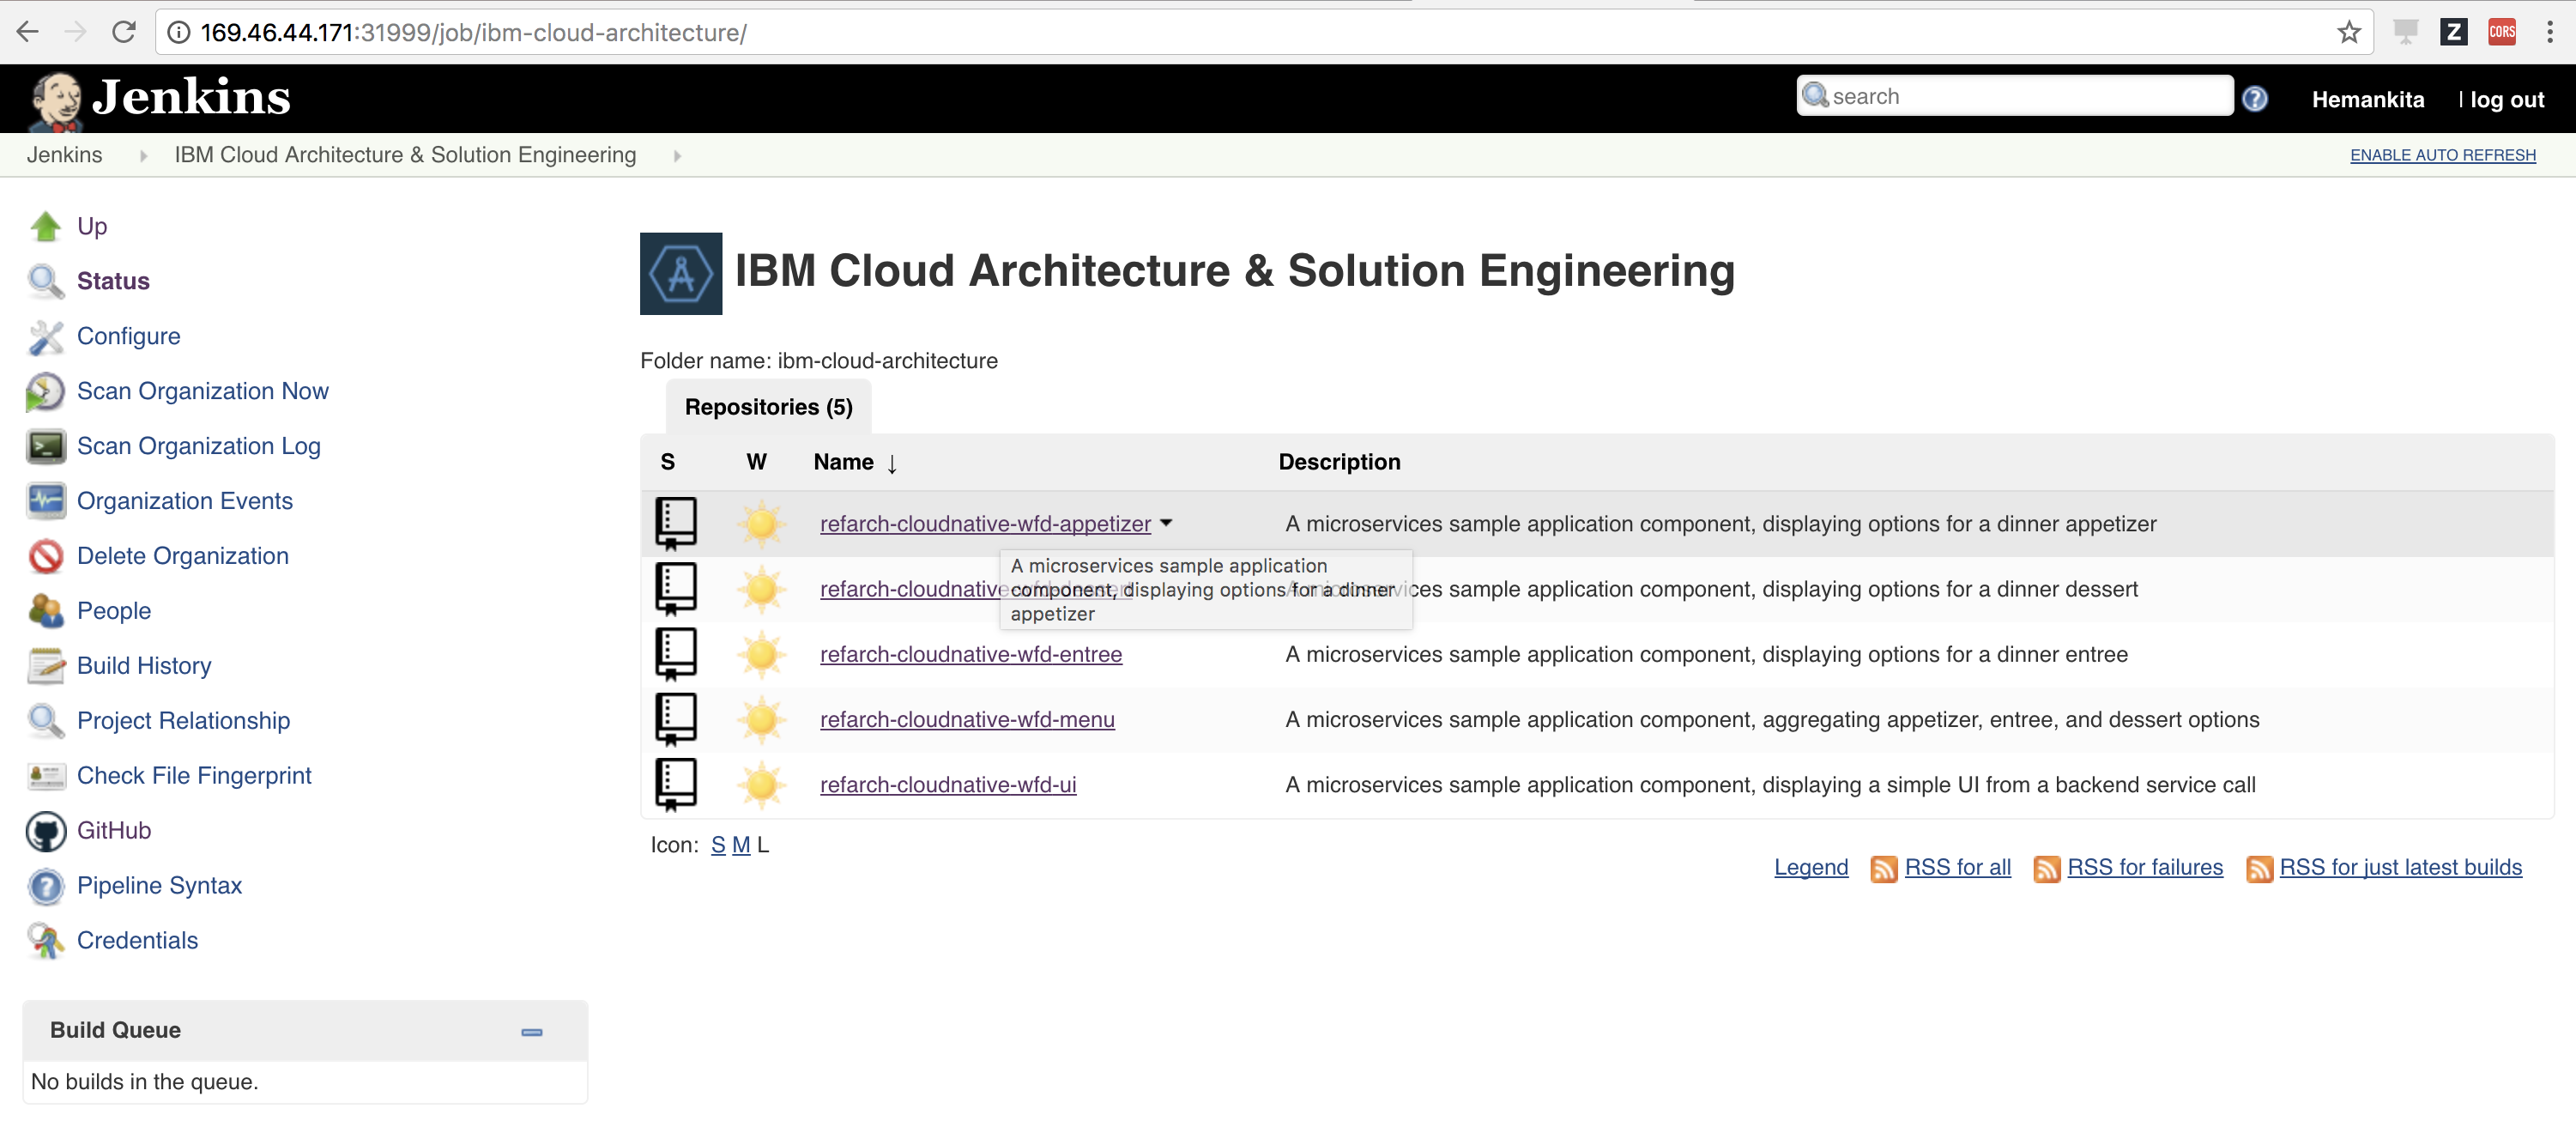 169.46.44.171:31999/job/ibm-cloud-architecture/
Z
CORS
Jenkins
search
Hemankita
| log out
Jenkins
IBM Cloud Architecture & Solution Engineering
ENABLE AUTO REFRESH
Up
Status
Configure
Scan Organization Now
Scan Organization Log
Organization Events
Delete Organization
People
Build History
Project Relationship
Check File Fingerprint
GitHub
Pipeline Syntax
Credentials
Build Queue
No builds in the queue.
IBM Cloud Architecture & Solution Engineering
Folder name: ibm-cloud-architecture
Repositories (5)
S W Name ↓ Description
refarch-cloudnative-wfd-appetizer A microservices sample application component, displaying options for a dinner appetizer
A microservices sample application
component, displaying options for a dinner
appetizer
refarch-cloudnative-wfd-dessert A microservices sample application component, displaying options for a dinner dessert
refarch-cloudnative-wfd-entree A microservices sample application component, displaying options for a dinner entree
refarch-cloudnative-wfd-menu A microservices sample application component, aggregating appetizer, entree, and dessert options
refarch-cloudnative-wfd-ui A microservices sample application component, displaying a simple UI from a backend service call
Icon: S M L
Legend RSS for all RSS for failures RSS for just latest builds